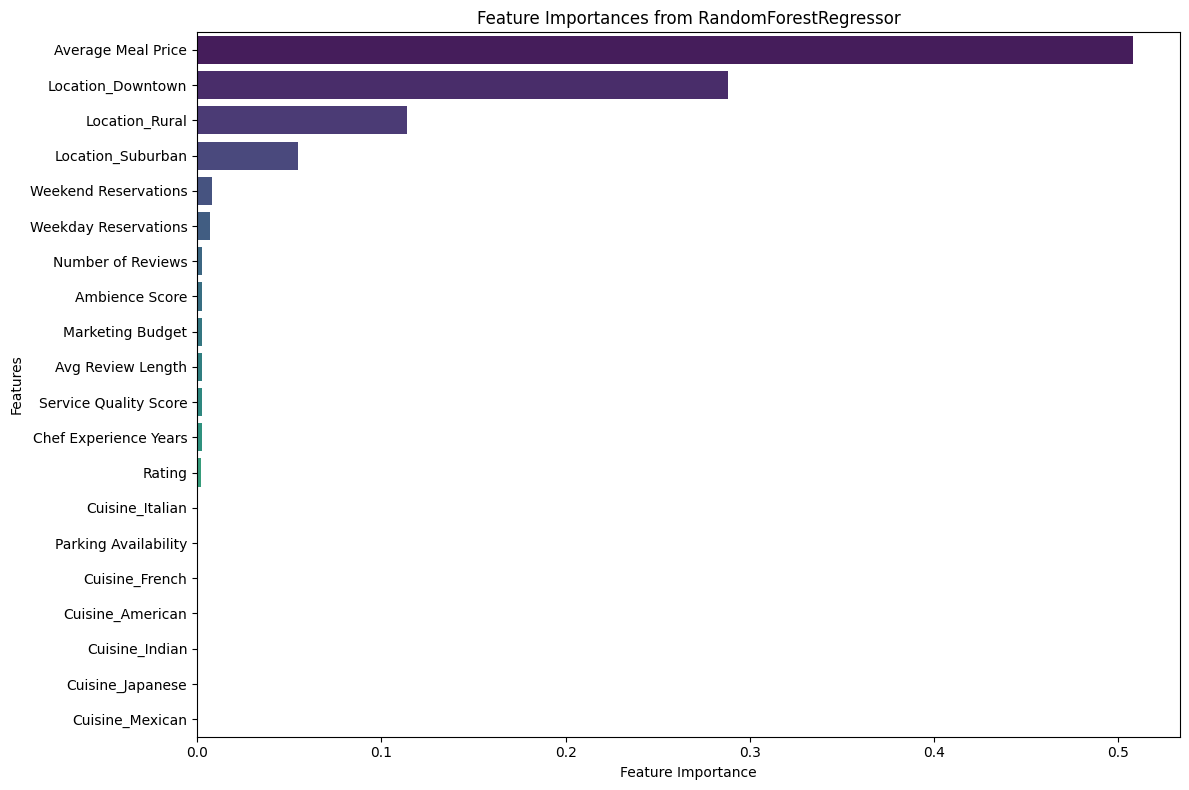 Feature Importances from RandomForestRegressor
Features
Average Meal Price
Location_Downtown
Location_Rural
Location_Suburban
Weekend Reservations
Weekday Reservations
Number of Reviews
Ambience Score
Marketing Budget
Avg Review Length
Service Quality Score
Chef Experience Years
Rating
Cuisine_Italian
Parking Availability
Cuisine_French
Cuisine_American
Cuisine_Indian
Cuisine_Japanese
Cuisine_Mexican
0.0 0.1 0.2 0.3 0.4 0.5
Feature Importance